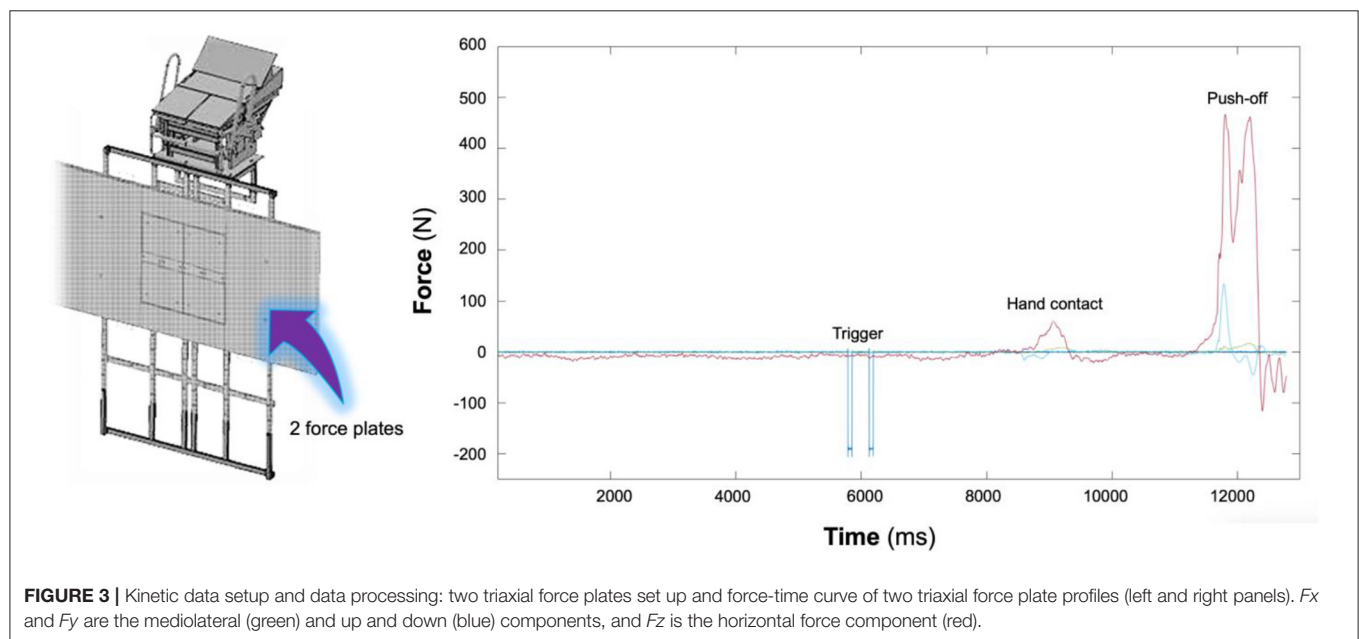 600
500
400
300
200
100
0
-100
-200
Force (N)
Push-off
Hand contact
Trigger
2 force plates
2000 4000 6000 8000 10000 12000
Time (ms)
FIGURE 3 | Kinetic data setup and data processing: two triaxial force plates set up and force-time curve of two triaxial force plate profiles (left and right panels). Fx
and Fy are the mediolateral (green) and up and down (blue) components, and Fz is the horizontal force component (red).